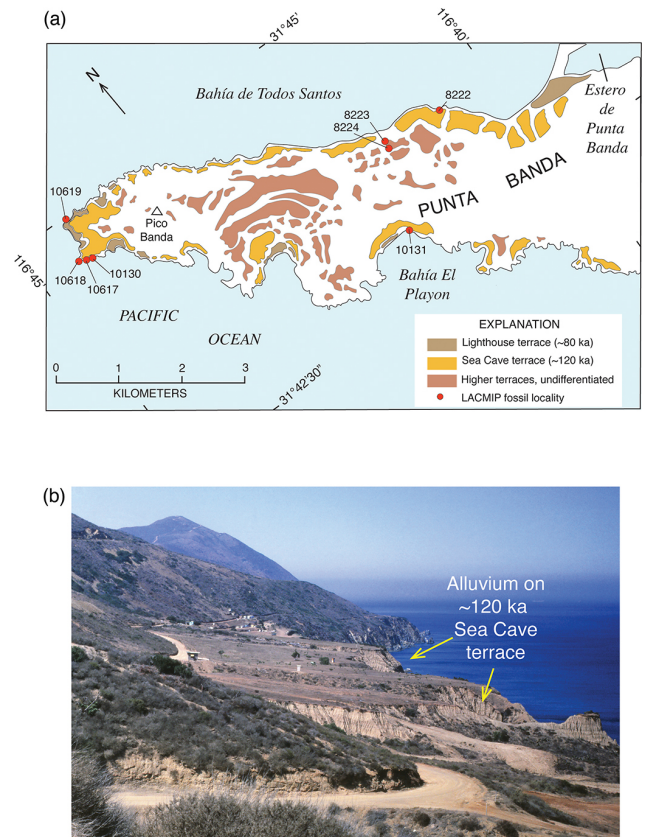 (a)
31°45'
116°40'
N
Bahía de Todos Santos
8222
8223
8224
Estero
de
Punta
Banda
PUNTA BANDA
10619
Pico
Banda
10131
116°45'
10618
10617
10130
Bahía El
Playon
PACIFIC
OCEAN
EXPLANATION
Lighthouse terrace (~80 ka)
Sea Cave terrace (~120 ka)
Higher terraces, undifferentiated
LACMIP fossil locality
0 1 2 3
KILOMETERS
31°42'30"
(b)
Alluvium on
~120 ka
Sea Cave
terrace